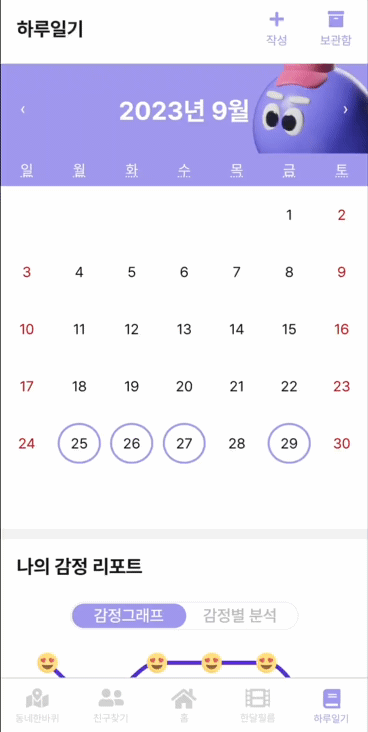 하루일기
작성 보관함
‹ 2023년 9월 ›
일 월 화 수 목 금 토
1 2
3 4 5 6 7 8 9
10 11 12 13 14 15 16
17 18 19 20 21 22 23
24 25 26 27 28 29 30
나의 감정 리포트
감정그래프 감정별 분석
동네한바퀴 친구찾기 홈 한달필름 하루일기